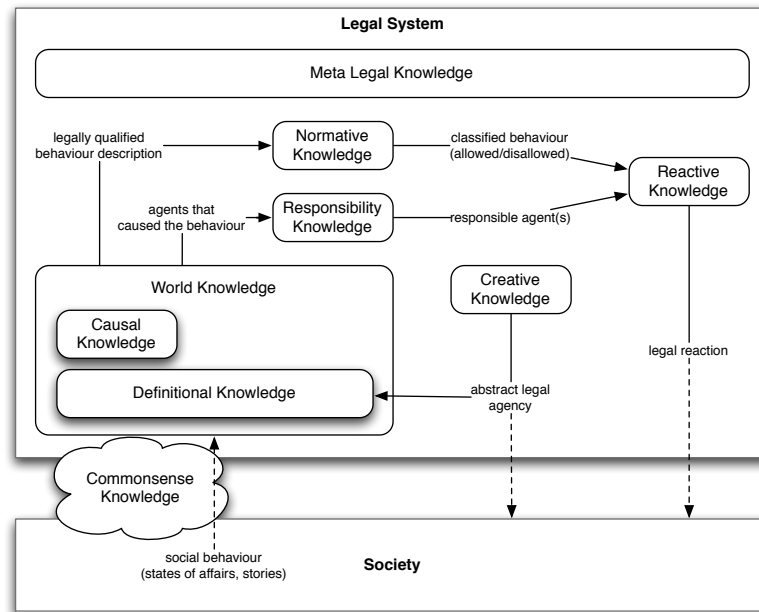 Legal System
Meta Legal Knowledge
legally qualified
behaviour description
Normative
Knowledge
classified behaviour
(allowed/disallowed)
Reactive
Knowledge
agents that
caused the behaviour
Responsibility
Knowledge
responsible agent(s)
World Knowledge
Creative
Knowledge
Causal
Knowledge
legal reaction
Definitional Knowledge
abstract legal
agency
Commonsense
Knowledge
social behaviour
(states of affairs, stories)
Society